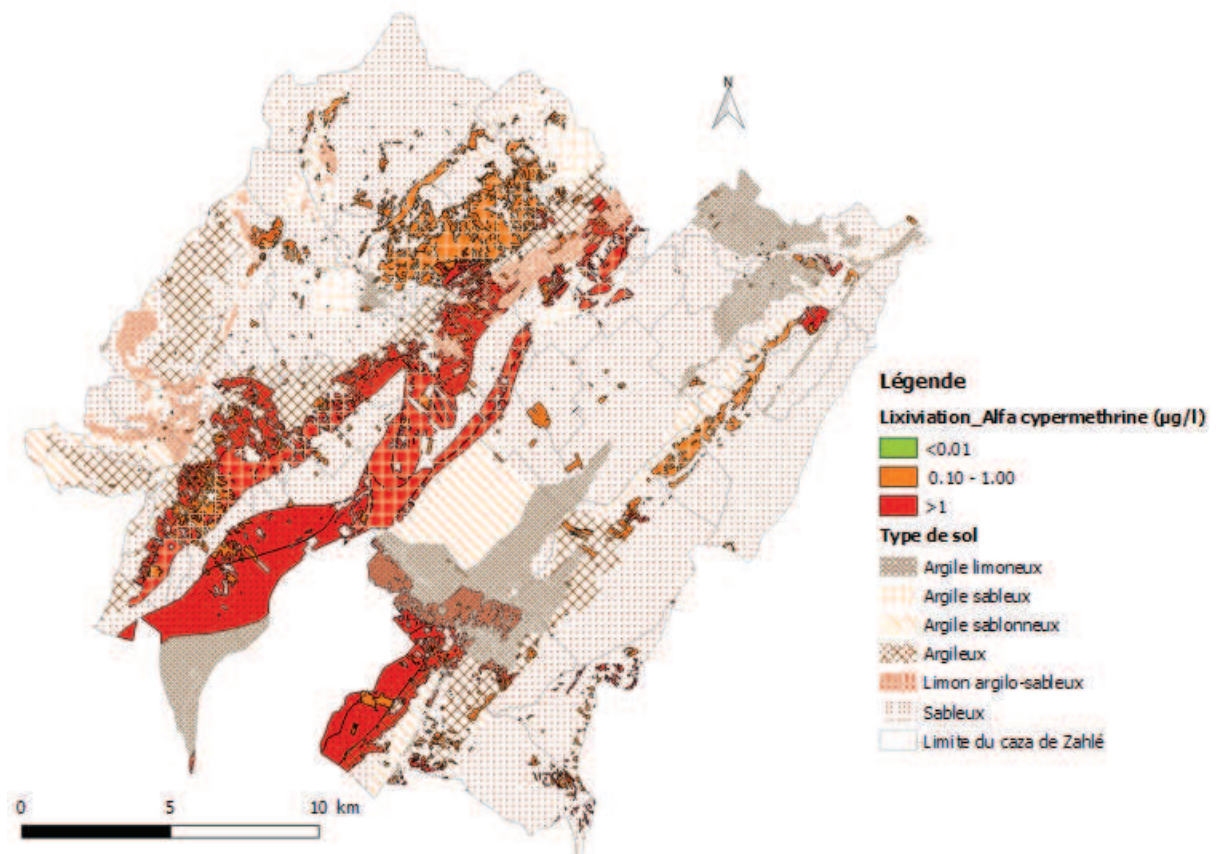 N
Légende
Lixiviation_Alfa cypermethrine (µg/l)
<0.01
0.10 - 1.00
>1
Type de sol
Argile limoneux
Argile sableux
Argile sablonneux
Argileux
Limon argilo-sableux
Sableux
Limite du caza de Zahlé
0 5 10 km